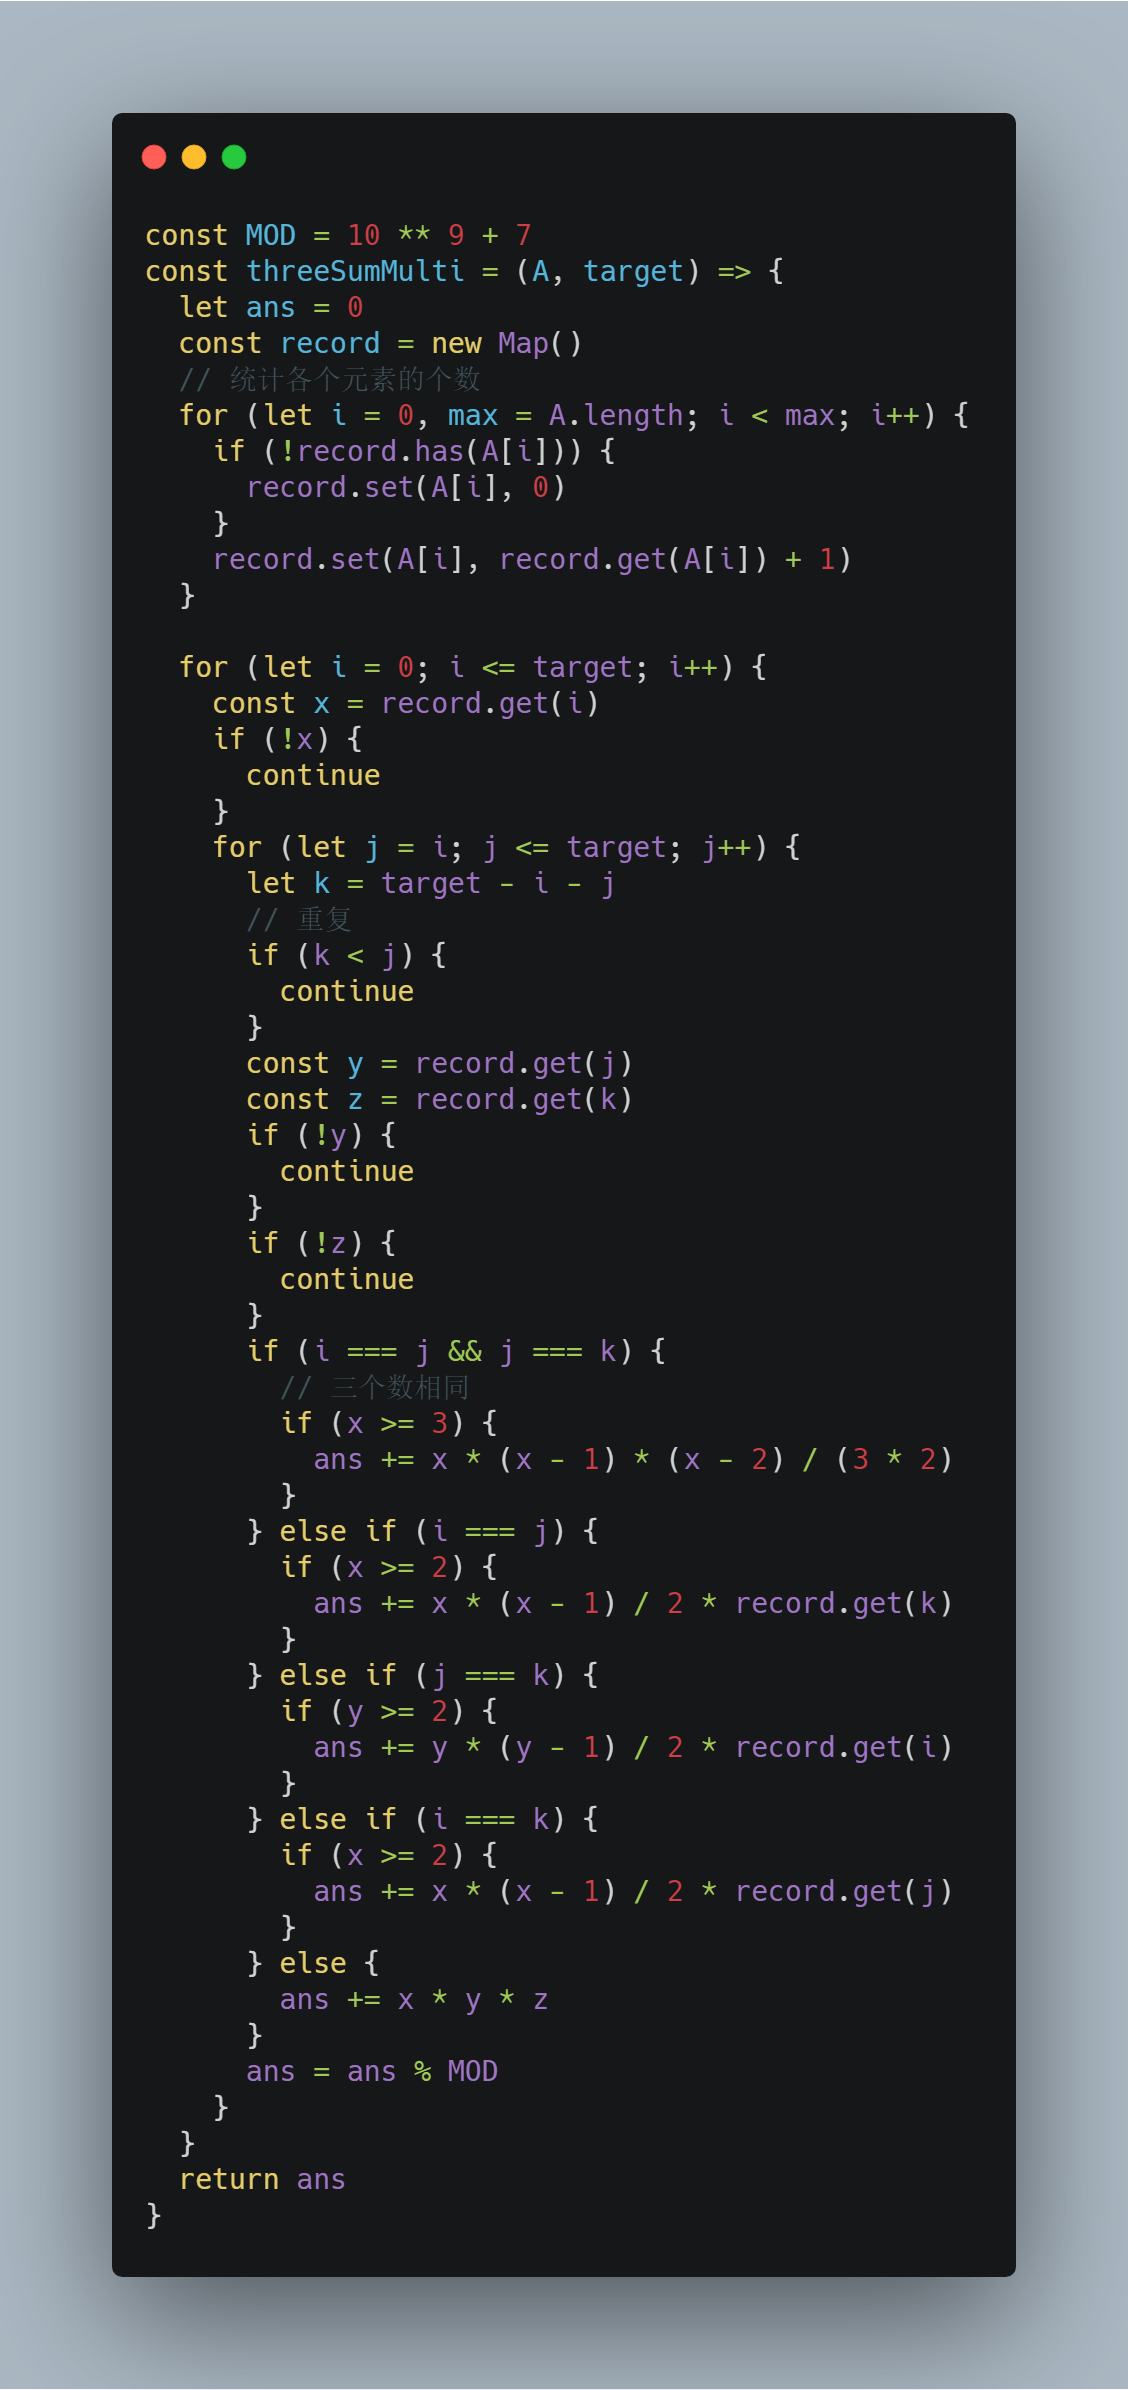 const MOD = 10 ** 9 + 7
const threeSumMulti = (A, target) => {
  let ans = 0
  const record = new Map()
  // 统计各个元素的个数
  for (let i = 0, max = A.length; i < max; i++) {
    if (!record.has(A[i])) {
      record.set(A[i], 0)
    }
    record.set(A[i], record.get(A[i]) + 1)
  }

  for (let i = 0; i <= target; i++) {
    const x = record.get(i)
    if (!x) {
      continue
    }
    for (let j = i; j <= target; j++) {
      let k = target - i - j
      // 重复
      if (k < j) {
        continue
      }
      const y = record.get(j)
      const z = record.get(k)
      if (!y) {
        continue
      }
      if (!z) {
        continue
      }
      if (i === j && j === k) {
        // 三个数相同
        if (x >= 3) {
          ans += x * (x - 1) * (x - 2) / (3 * 2)
        }
      } else if (i === j) {
        if (x >= 2) {
          ans += x * (x - 1) / 2 * record.get(k)
        }
      } else if (j === k) {
        if (y >= 2) {
          ans += y * (y - 1) / 2 * record.get(i)
        }
      } else if (i === k) {
        if (x >= 2) {
          ans += x * (x - 1) / 2 * record.get(j)
        }
      } else {
        ans += x * y * z
      }
      ans = ans % MOD
    }
  }
  return ans
}